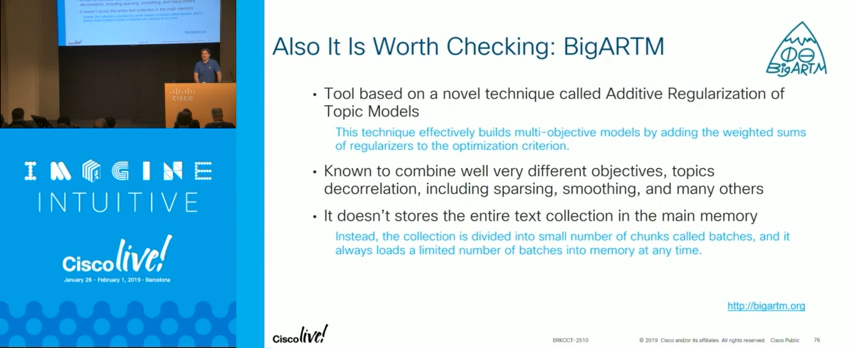 CISCO
IMAGINE
INTUITIVE
Cisco live!
January 28 - February 1, 2019 · Barcelona
Also It Is Worth Checking: BigARTM
BigARTM
• Tool based on a novel technique called Additive Regularization of
Topic Models
This technique effectively builds multi-objective models by adding the weighted sums
of regularizers to the optimization criterion.
• Known to combine well very different objectives, topics
decorrelation, including sparsing, smoothing, and many others
• It doesn't stores the entire text collection in the main memory
Instead, the collection is divided into small number of chunks called batches, and it
always loads a limited number of batches into memory at any time.
http://bigartm.org
Cisco live!
BRKCCT-2510
© 2019 Cisco and/or its affiliates. All rights reserved. Cisco Public
76